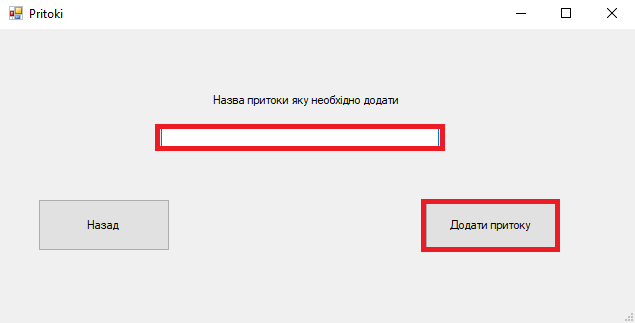 Pritoki
Назва притоки яку необхідно додати
Назад
Додати притоку